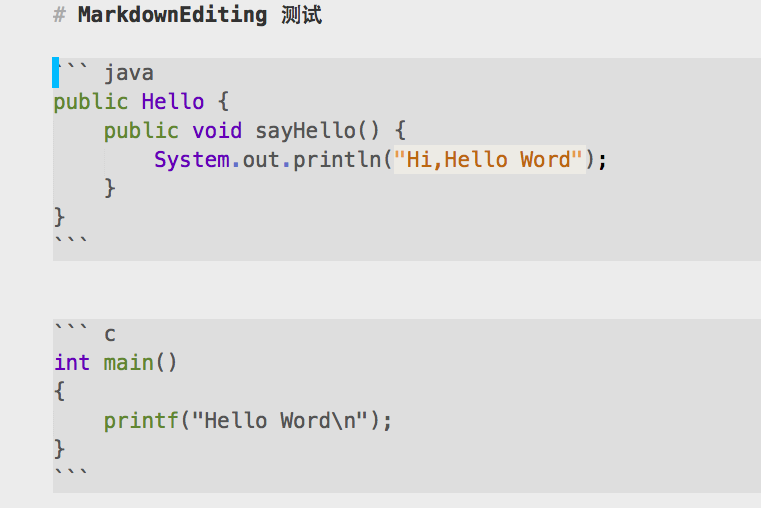 # MarkdownEditing 测试
``` java
public Hello {
    public void sayHello() {
        System.out.println("Hi,Hello Word");
    }
}
```
``` c
int main()
{
    printf("Hello Word\n");
}
```